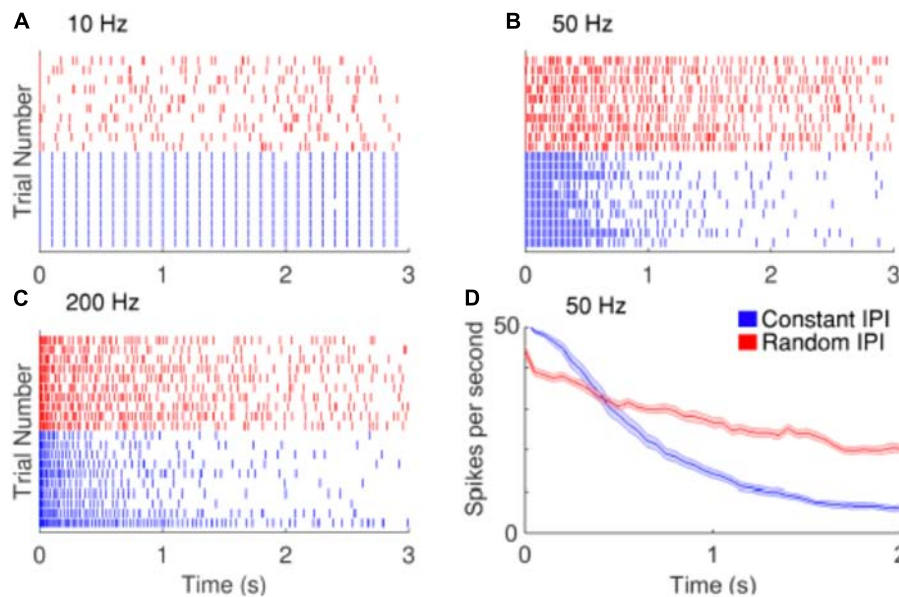 A 10 Hz
Trial Number
0 1 2 3
B 50 Hz
0 1 2 3
C 200 Hz
Trial Number
0 1 2 3
Time (s)
D 50 Hz
Constant IPI
Random IPI
50
Spikes per second
0
0 1 2
Time (s)